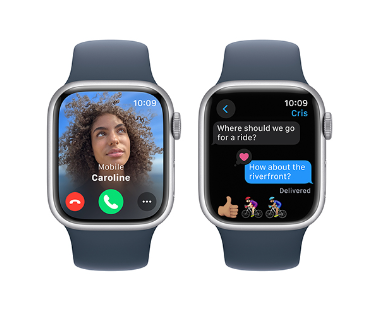 10:09
Mobile
Caroline
10:09
Cris
Where should we go
for a ride?
How about the
riverfront?
Delivered